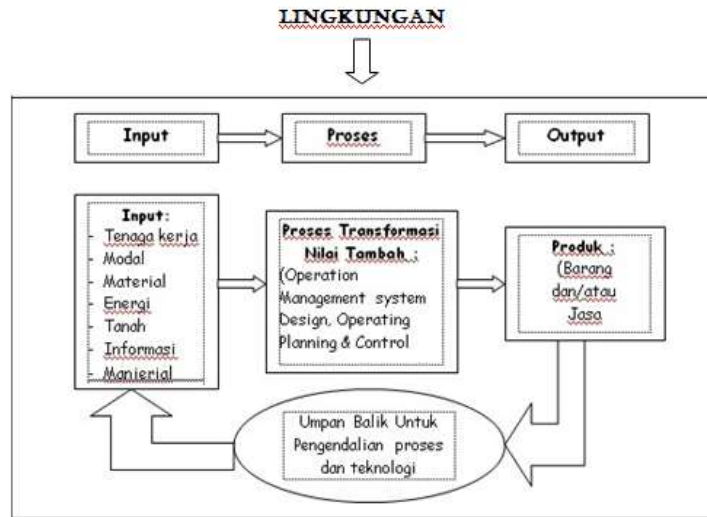 LINGKUNGAN
Input
Proses
Output
Input:
- Tenaga kerja
- Modal
- Material
- Energi
- Tanah
- Informasi
- Manjerial
Proses Transformasi
Nilai Tambah :
(Operation
Management system
Design, Operating
Planning & Control
Produk :
(Barang
dan/atau
Jasa
Umpan Balik Untuk
Pengendalian proses
dan teknologi